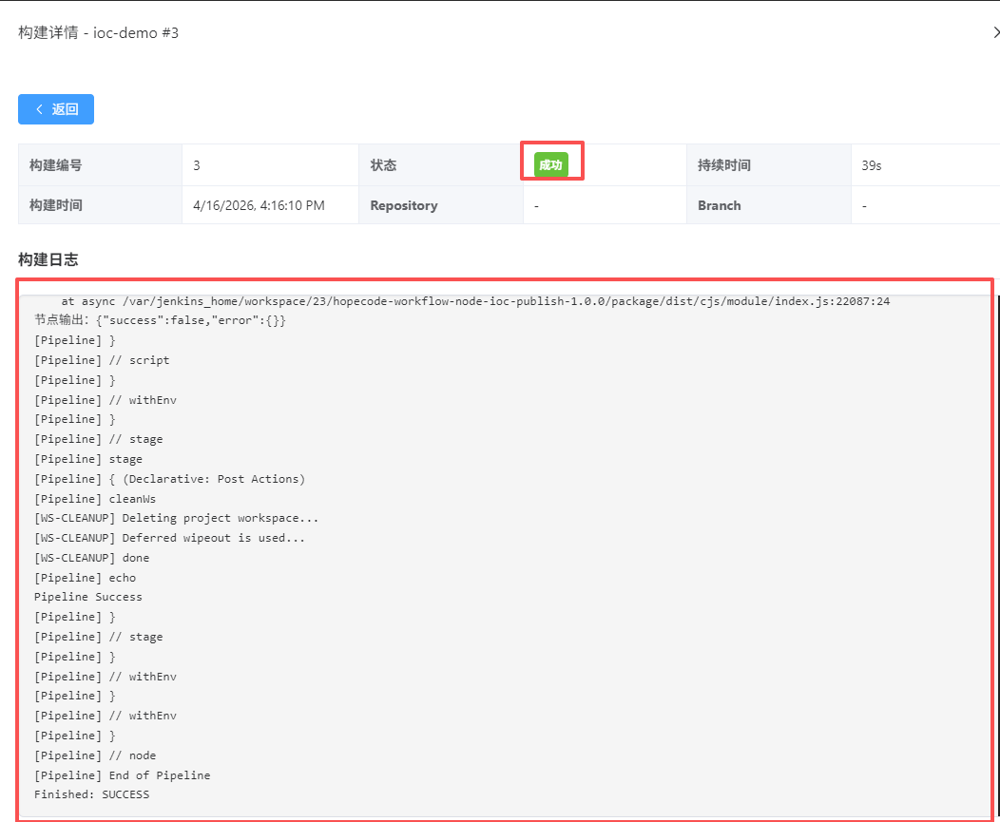 构建详情 - ioc-demo #3
返回
构建编号 3 状态 成功 持续时间 39s
构建时间 4/16/2026, 4:16:10 PM Repository - Branch -
构建日志
at async /var/jenkins_home/workspace/23/hopecode-workflow-node-ioc-publish-1.0.0/package/dist/cjs/module/index.js:22087:24
节点输出: {"success":false,"error":{}}
[Pipeline] }
[Pipeline] // script
[Pipeline] }
[Pipeline] // withEnv
[Pipeline] }
[Pipeline] // stage
[Pipeline] stage
[Pipeline] { (Declarative: Post Actions)
[Pipeline] cleanWs
[WS-CLEANUP] Deleting project workspace...
[WS-CLEANUP] Deferred wipeout is used...
[WS-CLEANUP] done
[Pipeline] echo
Pipeline Success
[Pipeline] }
[Pipeline] // stage
[Pipeline] }
[Pipeline] // withEnv
[Pipeline] }
[Pipeline] // withEnv
[Pipeline] }
[Pipeline] // node
[Pipeline] End of Pipeline
Finished: SUCCESS